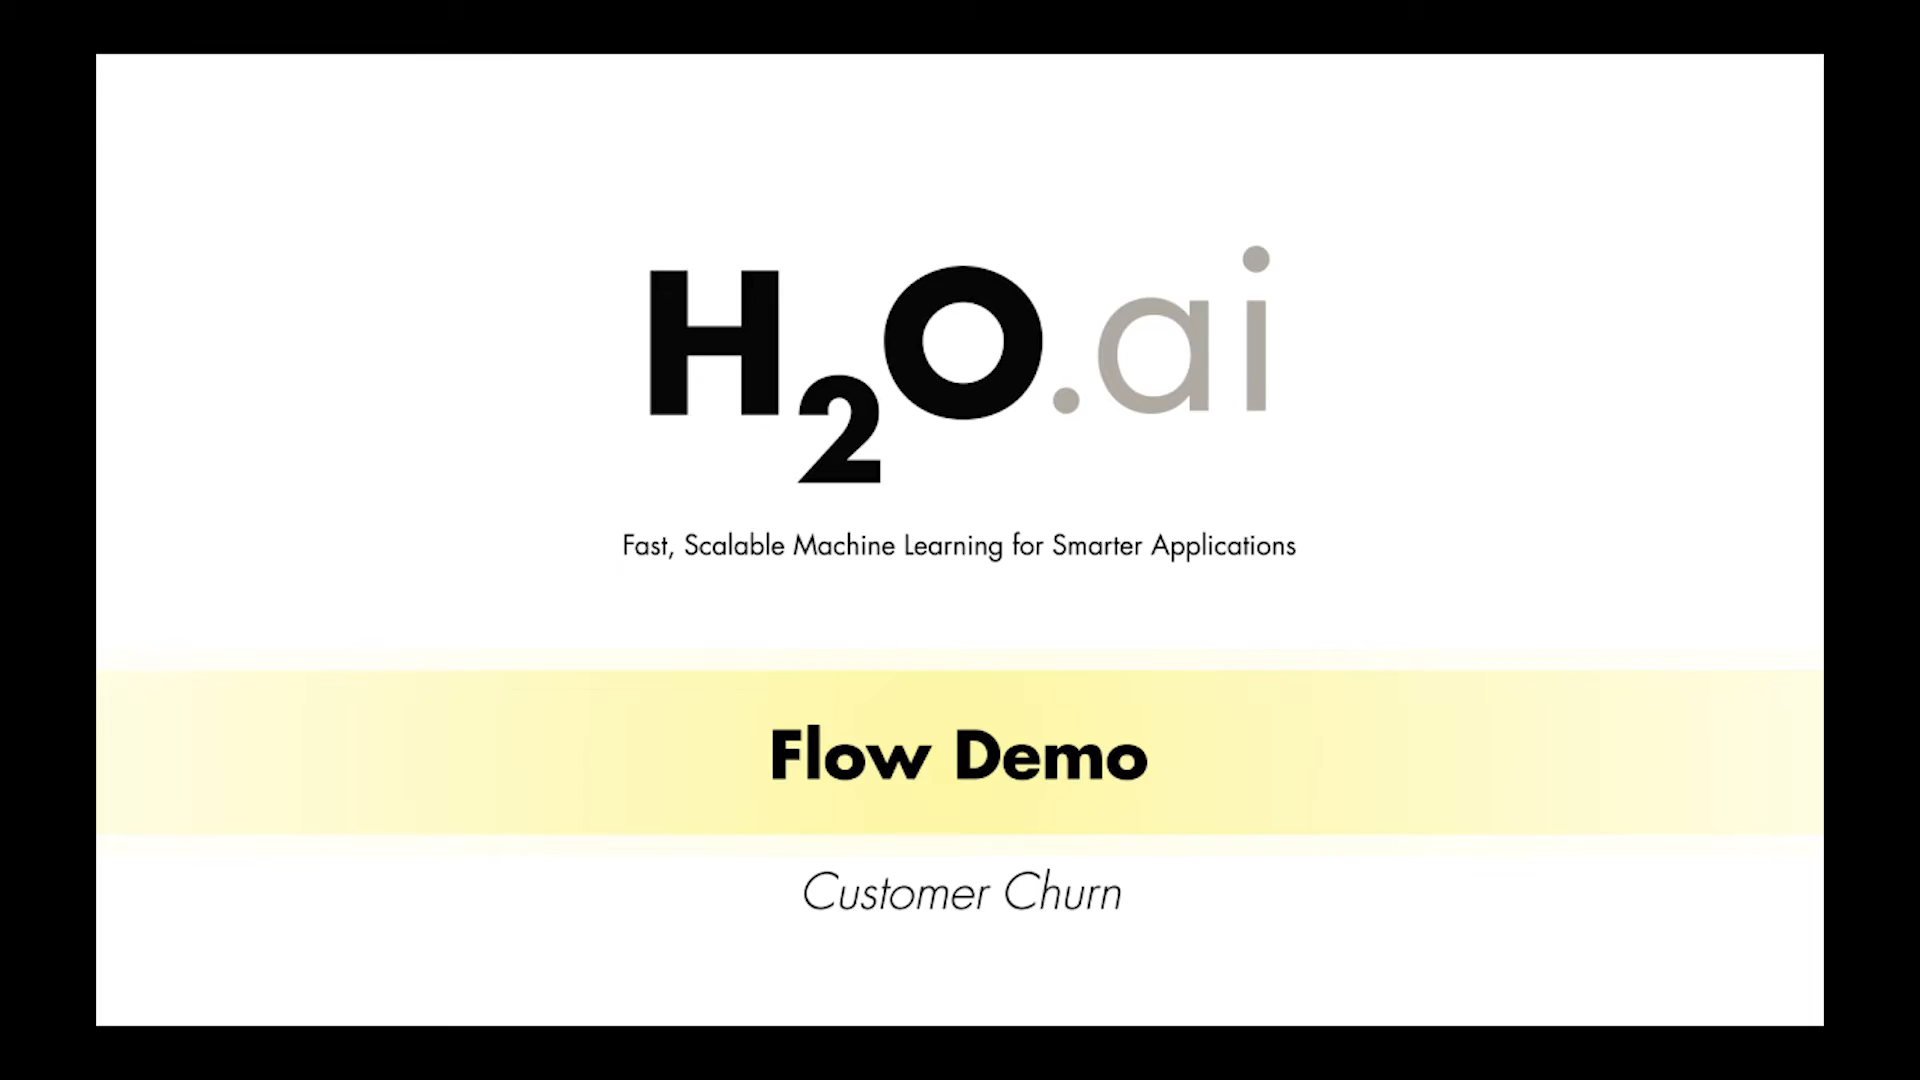 H2O.ai
Fast, Scalable Machine Learning for Smarter Applications
Flow Demo
Customer Churn